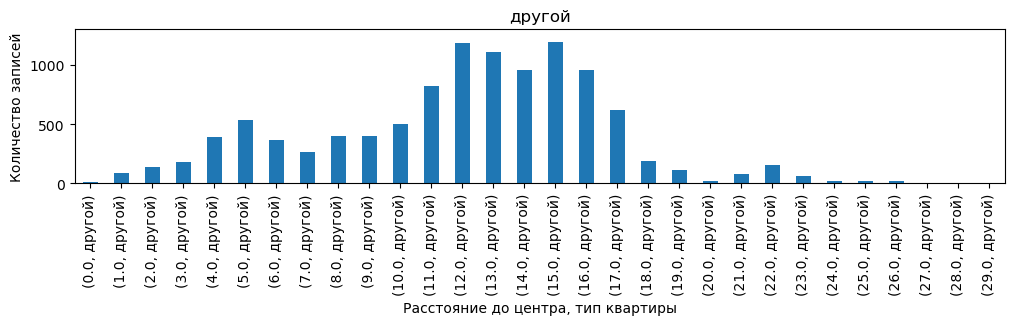 другой
Количество записей
1000
500
0
(0.0, другой)
(1.0, другой)
(2.0, другой)
(3.0, другой)
(4.0, другой)
(5.0, другой)
(6.0, другой)
(7.0, другой)
(8.0, другой)
(9.0, другой)
(10.0, другой)
(11.0, другой)
(12.0, другой)
(13.0, другой)
(14.0, другой)
(15.0, другой)
(16.0, другой)
(17.0, другой)
(18.0, другой)
(19.0, другой)
(20.0, другой)
(21.0, другой)
(22.0, другой)
(23.0, другой)
(24.0, другой)
(25.0, другой)
(26.0, другой)
(27.0, другой)
(28.0, другой)
(29.0, другой)
Расстояние до центра, тип квартиры